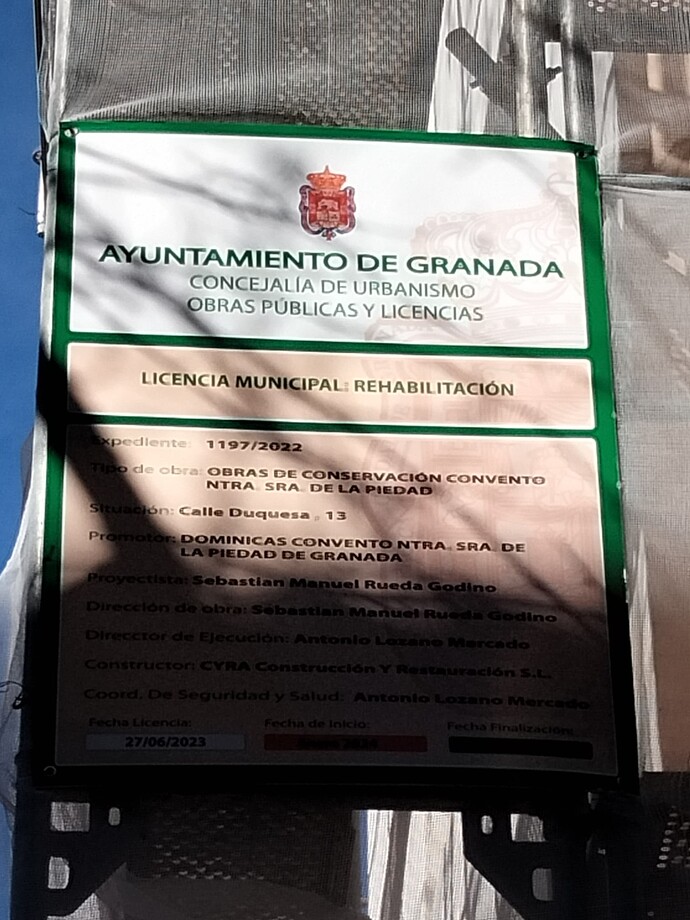 AYUNTAMIENTO DE GRANADA
CONCEJALÍA DE URBANISMO
OBRAS PÚBLICAS Y LICENCIAS
LICENCIA MUNICIPAL: REHABILITACIÓN
Expediente: 1197/2022
Tipo de obra: OBRAS DE CONSERVACIÓN CONVENTO
NTRA. SRA. DE LA PIEDAD
Situación: Calle Duquesa , 13
Promotor: DOMINICAS CONVENTO NTRA. SRA. DE
LA PIEDAD DE GRANADA
Proyectista: Sebastian Manuel Rueda Godino
Dirección de obra: Sebastian Manuel Rueda Godino
Direcctor de Ejecución: Antonio Lozano Mercado
Constructor: CYRA Construcción Y Restauración S.L.
Coord. De Seguridad y Salud: Antonio Lozano Mercado
Fecha Licencia: Fecha de inicio: Fecha Finalización:
27/06/2023